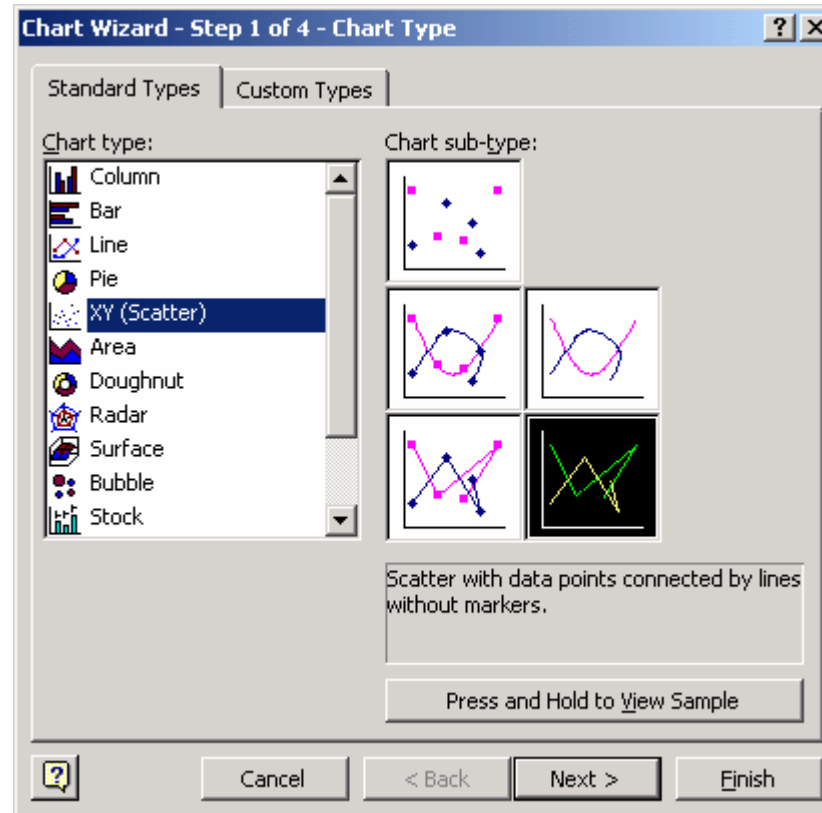 Chart Wizard - Step 1 of 4 - Chart Type
Standard Types
Custom Types
Chart type:
Column
Bar
Line
Pie
XY (Scatter)
Area
Doughnut
Radar
Surface
Bubble
Stock
Chart sub-type:
Scatter with data points connected by lines
without markers.
Press and Hold to View Sample
Cancel
< Back
Next >
Finish